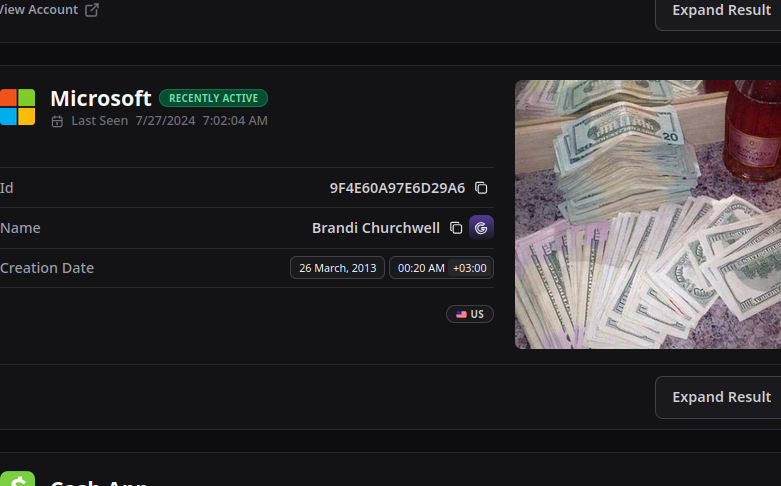 View Account
Expand Result
Microsoft RECENTLY ACTIVE
Last Seen 7/27/2024 7:02:04 AM
Id 9F4E60A97E6D29A6
Name Brandi Churchwell
Creation Date 26 March, 2013 00:20 AM +03:00
US
Expand Result
Cash App
20